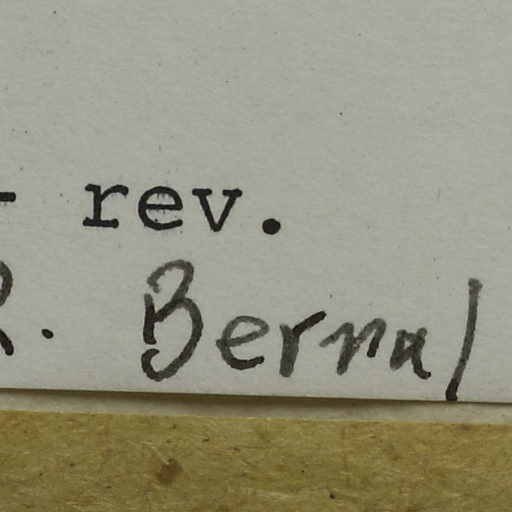 - rev.
R. Bernal